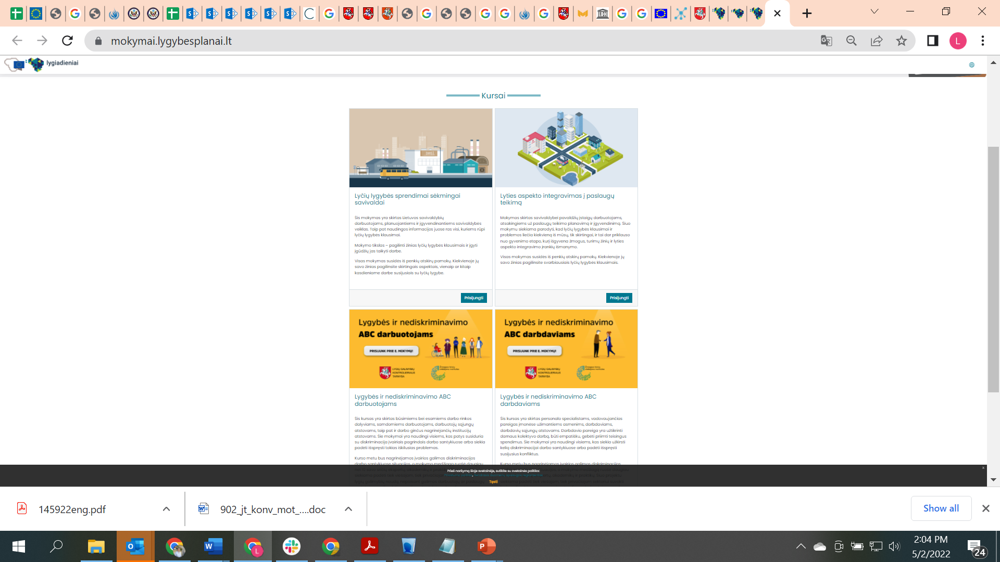 mokymai.lygybesplanai.lt
L
lygiadieniai
Kursai
Lyčių lygybės sprendimai sėkmingai
savivaldai
Šis mokymas yra skirtas Lietuvos savivaldybių
darbuotojams, planuojantiems ir įgyvendinantiems savivaldybės
veiklas. Taip pat naudingos informacijos juose ras visi, kuriems rūpi
lyčių lygybės klausimai.
Mokymo tikslas – pagilinti žinias lyčių lygybės klausimais ir įgyti
įgūdžių jas taikyti darbe.
Visas mokymas susidės iš penkių atskirų pamokų. Kiekvienoje jų
savo žinias pagilinsite skirtingais aspektais, vienaip ar kitaip
kasdieniame darbe susijusiais su lyčių lygybe.
Prisijungti
Lyties aspekto integravimas į paslaugų
teikimą
Mokymas skirtas savivaldybei pavaldžių įstaigų darbuotojams,
atsakingiems už paslaugų teikimo planavimą ir įgyvendinimą. Šiuo
mokymu siekiama parodyti, kad lyčių lygybės klausimai ir
problemos liečia kiekvieną iš mūsų, tik skirtingai, ir tai dar priklauso
nuo gyvenimo etapo, kurį išgyvena žmogus, turimų žinių ir lyties
aspekto integravimo įrankių išmanymo.
Visas mokymas susidės iš penkių atskirų pamokų. Kiekvienoje jų
savo žinias pagilinsite svarbiausiais lyčių lygybės klausimais.
Prisijungti
Lygybės ir nediskriminavimo
ABC darbuotojams
PRISIJUNK PRIE E. MOKYMŲ!
LYGIŲ GALIMYBIŲ
KONTROLIERIAUS
TARNYBA
Lygybės ir nediskriminavimo ABC
darbuotojams
Šis kursas yra skirtas būsimiems bei esamiems darbo rinkos
dalyviams, samdomiems darbuotojams, darbuotojų sąjungų
atstovams, taip pat ir darbo ginčus nagrinėjančių institucijų
atstovams. Šie mokymai yra naudingi visiems, kas patys susiduria
su diskriminacija įvairiais pagrindais darbo santykiuose arba siekia
padėti išspręsti tokias iškilusias problemas.
Kurso metu bus nagrinėjamos įvairios galimos diskriminacijos
Lygybės ir nediskriminavimo
ABC darbdaviams
PRISIJUNK PRIE E. MOKYMŲ!
LYGIŲ GALIMYBIŲ
KONTROLIERIAUS
TARNYBA
Lygybės ir nediskriminavimo ABC
darbdaviams
Šis kursas yra skirtas personalo specialistams, vadovaujančias
pareigas įmonėse užimantiems asmenims, darbdaviams,
darbdavių sąjungų atstovams. Darbdavio pareiga yra užtikrinti
darnaus kolektyvo darbą, būti empatišku, gebėti priimti teisingus
spendimus. Šie mokymai yra naudingi visiems, kas siekia užkirsti
kelią diskriminacijai darbo santykiuose arba padėti išspręsti
susijusius konfliktus.
Kurso metu bus nagrinėjamos įvairios galimos diskriminacijos
Prieš naršymą šioje svetainėje, sutikite su svetainės politika:
Tęsti
x
145922eng.pdf
902_jt_konv_mot_....doc
Show all
2:04 PM
5/2/2022
24